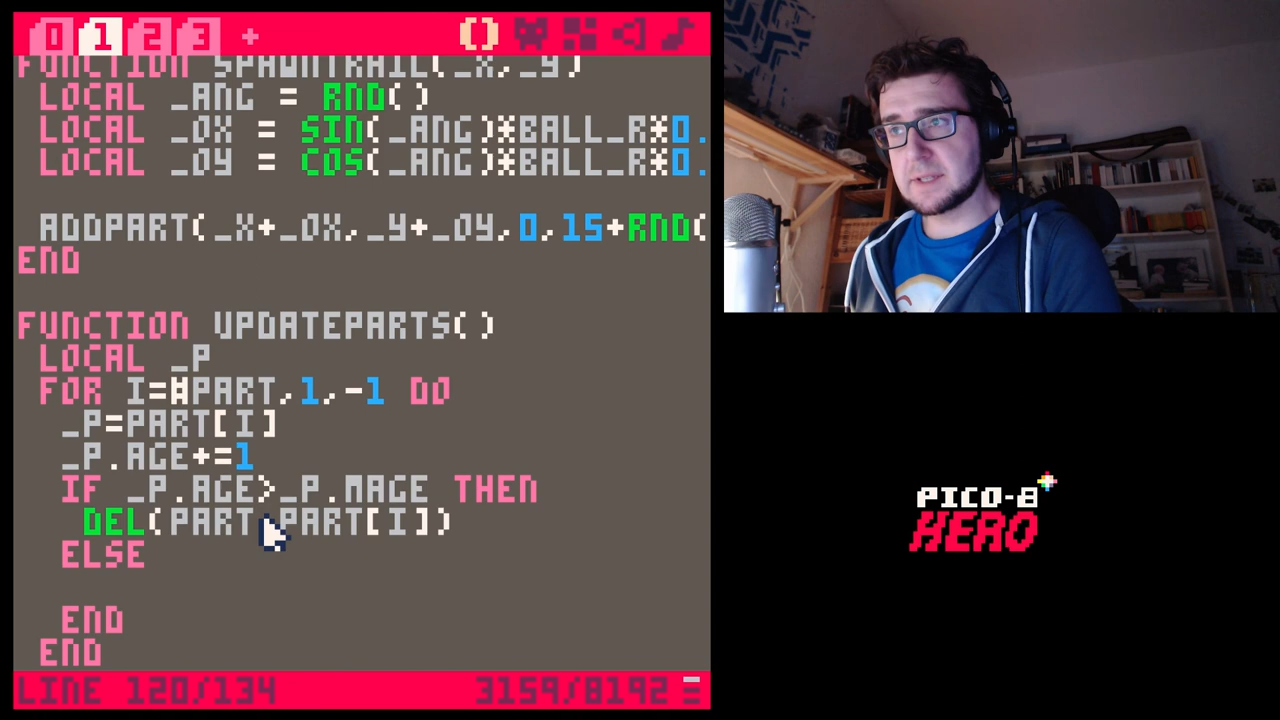 0 1 2 3 +
FUNCTION SPAWNTRAIL(_X,_Y)
LOCAL _ANG = RND()
LOCAL _OX = SIN(_ANG)*BALL_R*0.
LOCAL _OY = COS(_ANG)*BALL_R*0.
ADDPART(_X+_OX,_Y+_OY,0,15+RND(
END
FUNCTION UPDATEPARTS()
LOCAL _P
FOR I=#PART,1,-1 DO
_P=PART[I]
_P.AGE+=1
IF _P.AGE>_P.MAGE THEN
DEL(PART PART[I])
ELSE
END
END
LINE 120/134 3159/8192
PICO-8
HERO